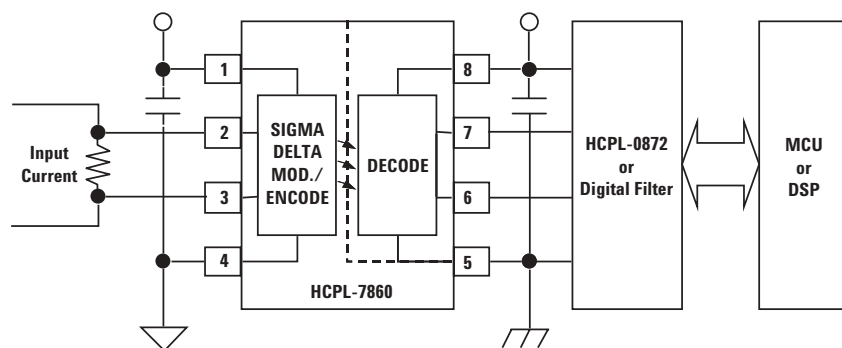 Input
Current
1
2
3
4
SIGMA
DELTA
MOD./
ENCODE
DECODE
8
7
6
5
HCPL-7860
HCPL-0872
or
Digital Filter
MCU
or
DSP